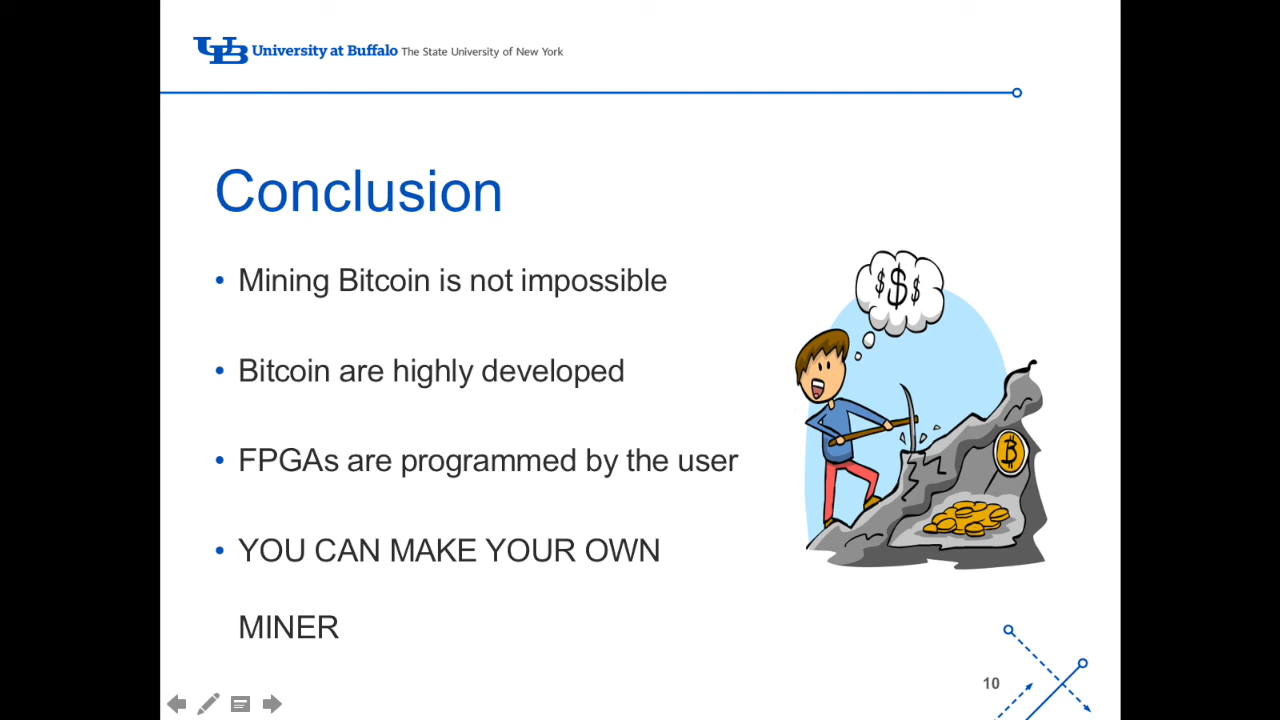 UB University at Buffalo The State University of New York
Conclusion
• Mining Bitcoin is not impossible
• Bitcoin are highly developed
• FPGAs are programmed by the user
• YOU CAN MAKE YOUR OWN
MINER
$$$
B
10